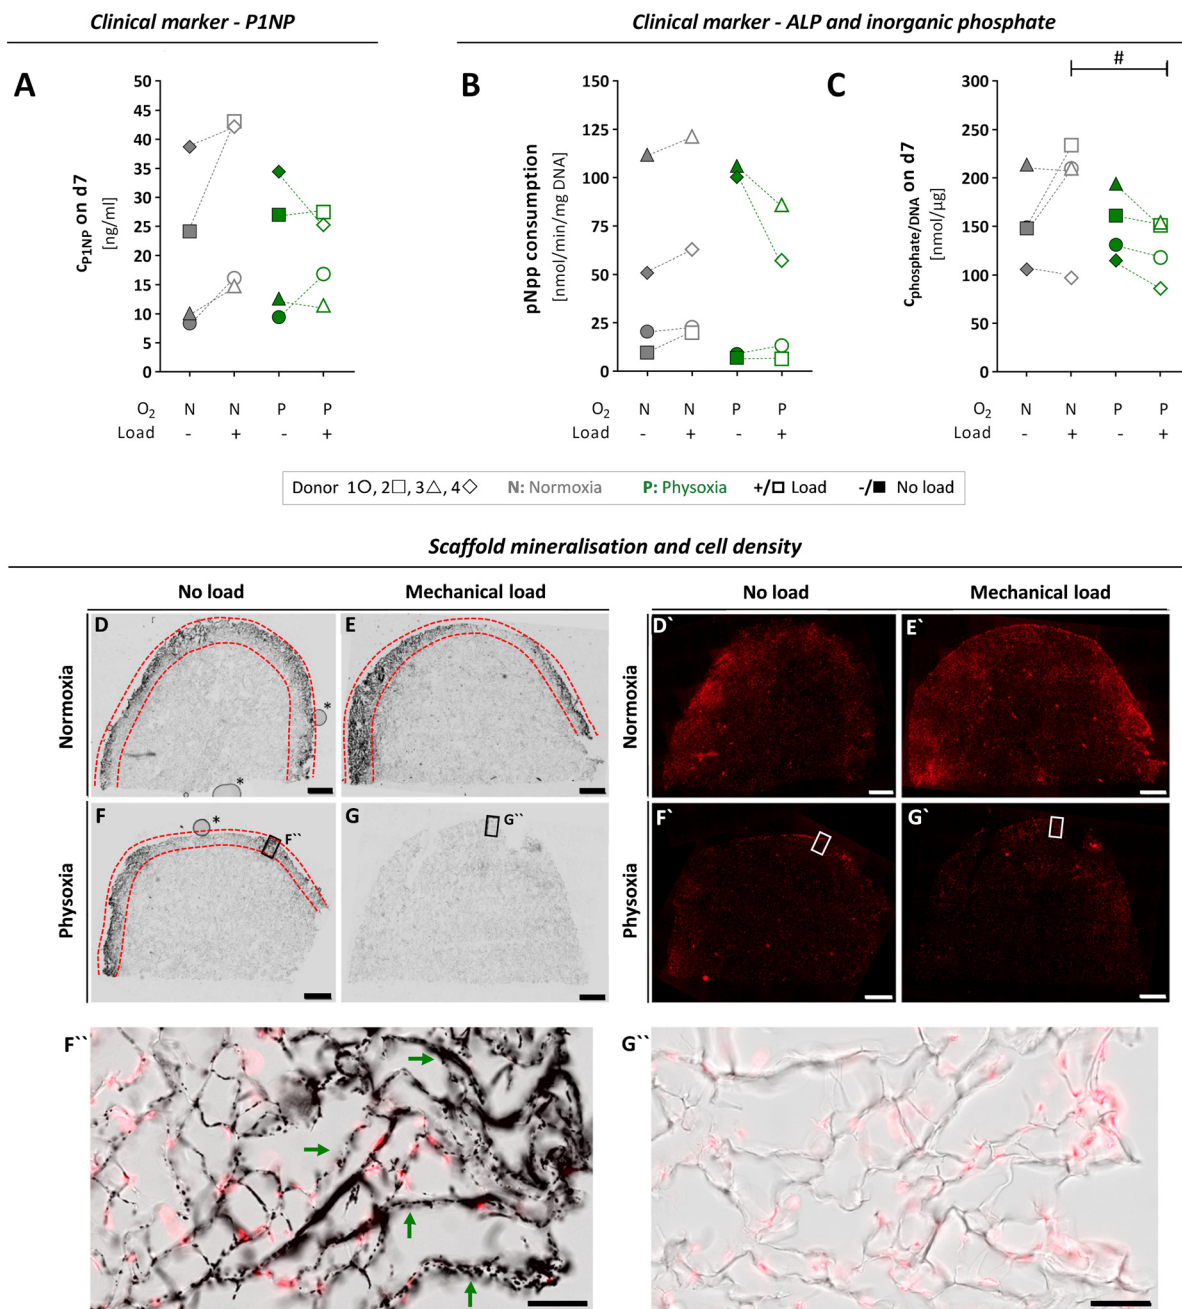 Clinical marker - P1NP
Clinical marker - ALP and inorganic phosphate
A
cP1NP on d7
[ng/ml]
50
45
40
35
30
25
20
15
10
5
0
O2 N N P P
Load - + - +
B
pNpp consumption
[nmol/min/mg DNA]
150
125
100
75
50
25
0
N N P P
- + - +
C
#
cphosphate/DNA on d7
[nmol/µg]
300
250
200
150
100
50
0
O2 N N P P
Load - + - +
Donor 1○, 2□, 3△, 4◇ N: Normoxia P: Physoxia +/□ Load -/■ No load
Scaffold mineralisation and cell density
No load Mechanical load No load Mechanical load
Normoxia
D
*
*
E
Normoxia
D`
E`
Physoxia
F
*
F``
G
G``
Physoxia
F`
G`
F``
G``